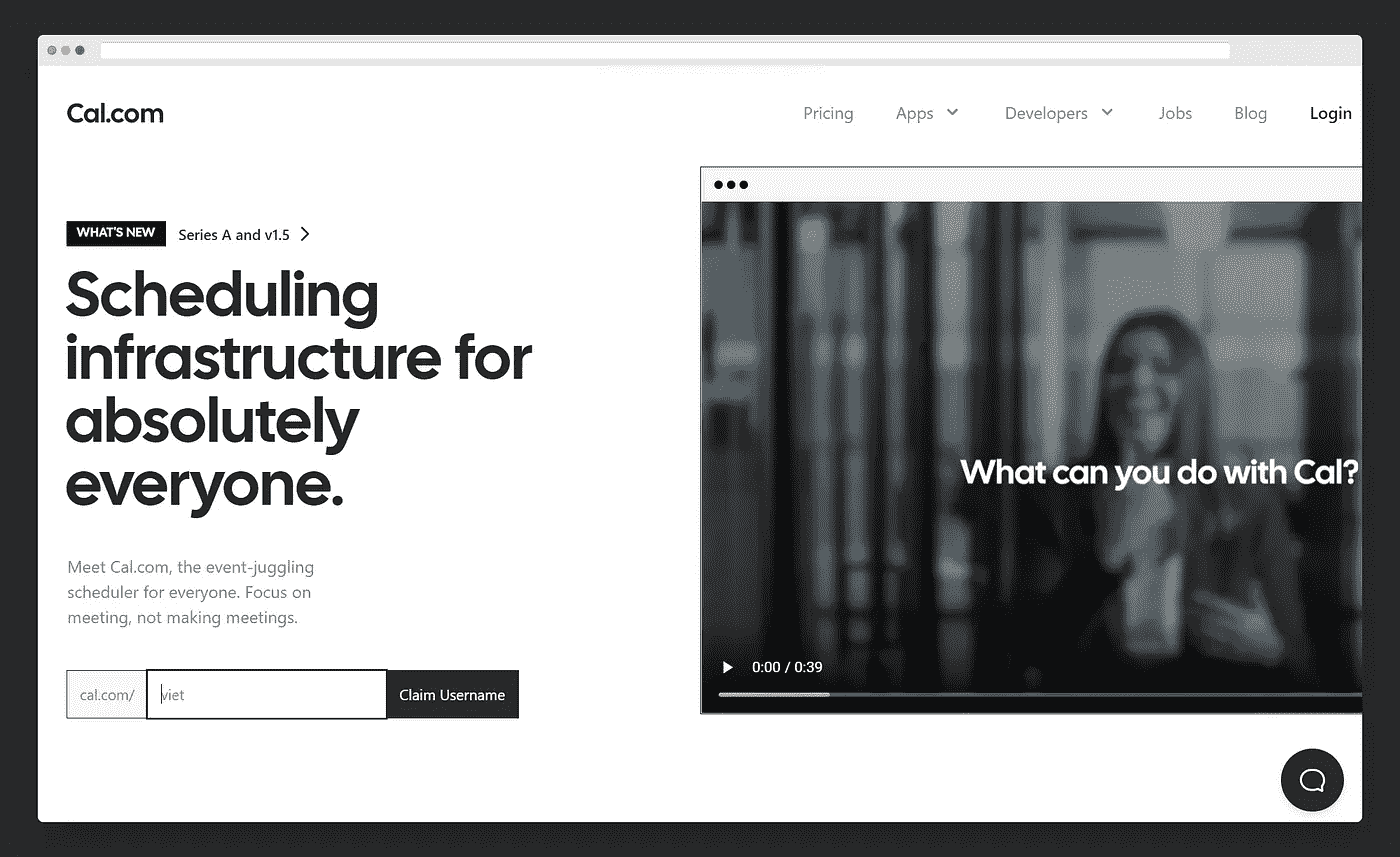 Cal.com
Pricing
Apps
Developers
Jobs
Blog
Login
WHAT'S NEW
Series A and v1.5
Scheduling
infrastructure for
absolutely
everyone.
Meet Cal.com, the event-juggling
scheduler for everyone. Focus on
meeting, not making meetings.
cal.com/
viet
Claim Username
What can you do with Cal?
0:00 / 0:39